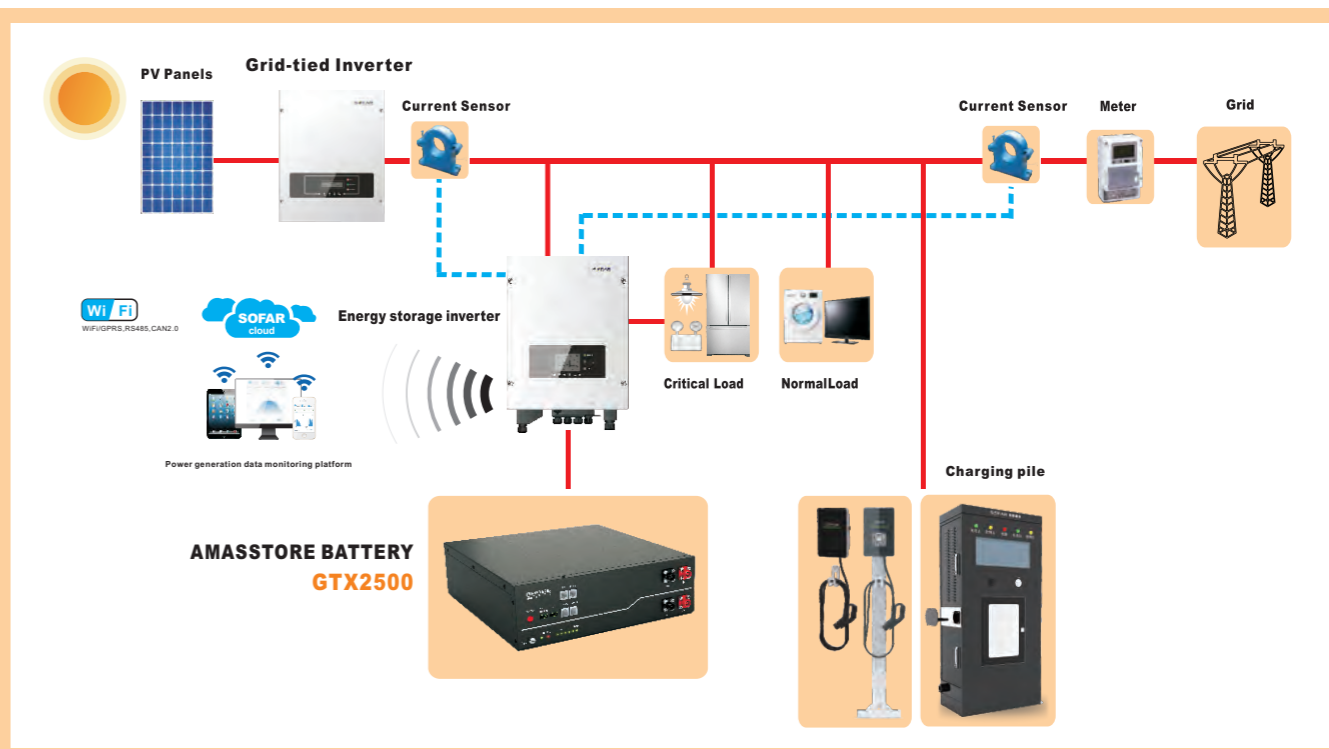 PV Panels
Grid-tied Inverter
Current Sensor
Current Sensor
Meter
Grid
Wi Fi
WiFi/GPRS,RS485,CAN2.0
SOFAR
cloud
Energy storage inverter
Critical Load
NormalLoad
Power generation data monitoring platform
Charging pile
AMASSTORE BATTERY
GTX2500